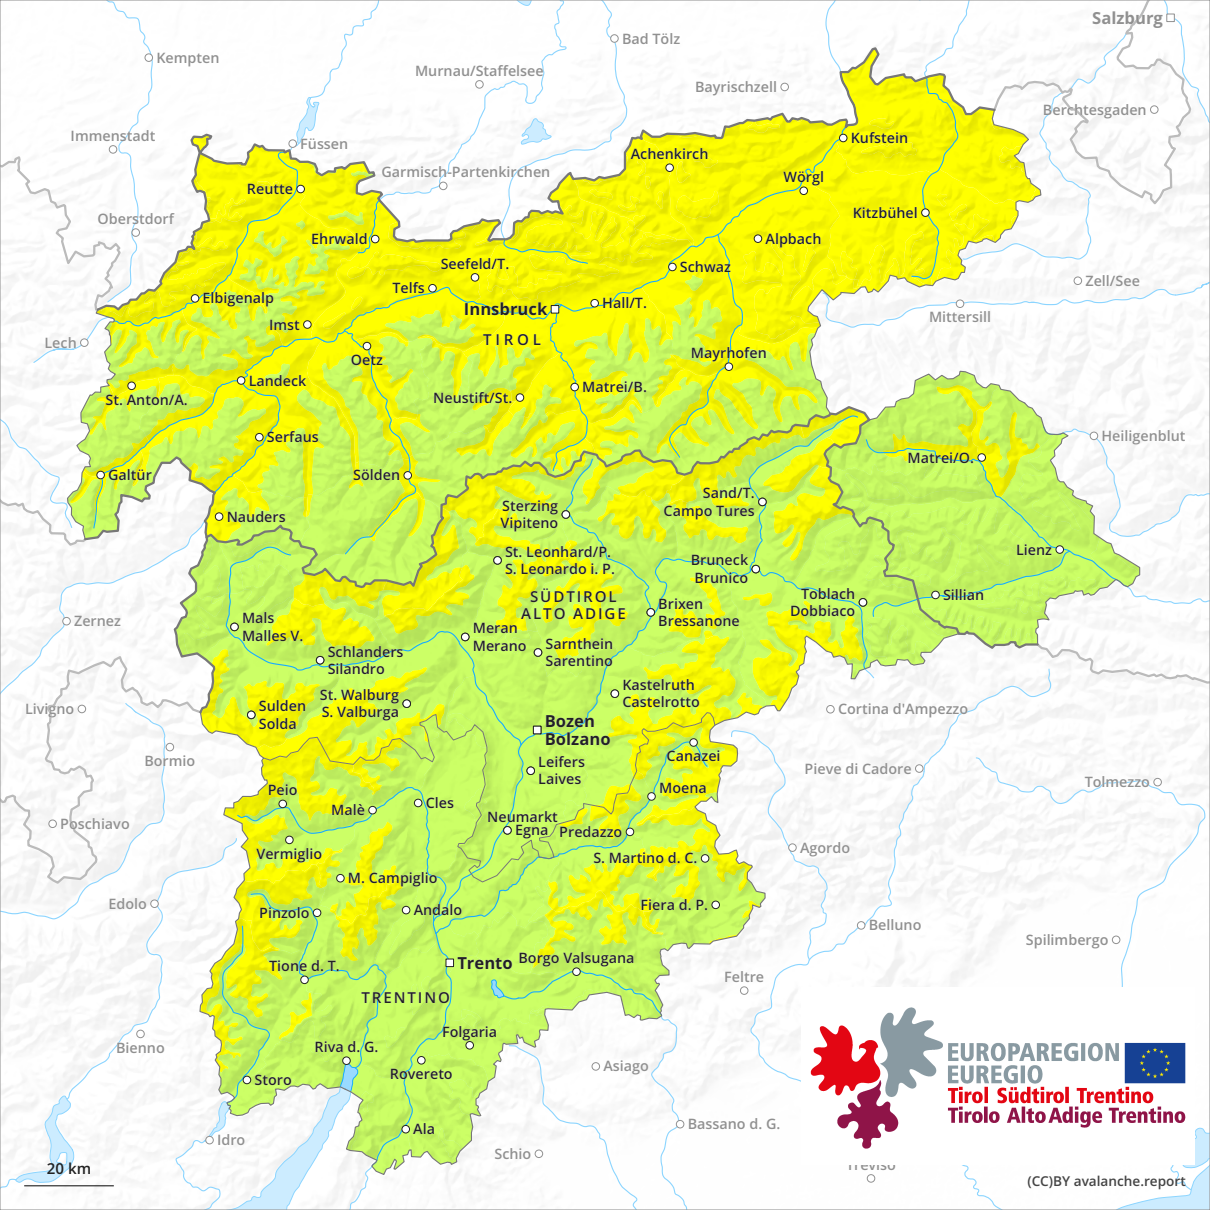 Salzburg
Bad Tölz
Kempten
Murnau/Staffelsee
Bayrischzell
Berchtesgaden
Immenstadt
Füssen
Kufstein
Achenkirch
Garmisch-Partenkirchen
Wörgl
Reutte
Oberstdorf
Kitzbühel
Ehrwald
Alpbach
Seefeld/T.
Schwaz
Zell/See
Telfs
Elbigenalp
Hall/T.
Innsbruck
Mittersill
Imst
TIROL
Lech
Oetz
Mayrhofen
Landeck
Matrei/B.
St. Anton/A.
Neustift/St.
Serfaus
Heiligenblut
Matrei/O.
Galtür
Sölden
Sand/T.
Campo Tures
Sterzing
Vipiteno
Nauders
St. Leonhard/P.
S. Leonardo i. P.
Lienz
Bruneck
Brunico
SÜDTIROL
ALTO ADIGE
Toblach
Dobbiaco
Sillian
Brixen
Bressanone
Zernez
Mals
Malles V.
Meran
Merano
Sarnthein
Sarentino
Schlanders
Silandro
Kastelruth
Castelrotto
St. Walburg
S. Valburga
Livigno
Sulden
Solda
Cortina d'Ampezzo
Bozen
Bolzano
Bormio
Canazei
Leifers
Laives
Pieve di Cadore
Tolmezzo
Peio
Moena
Malè
Cles
Neumarkt
Egna
Poschiavo
Predazzo
Vermiglio
Agordo
S. Martino d. C.
M. Campiglio
Edolo
Pinzolo
Andalo
Fiera d. P.
Belluno
Spilimbergo
Trento
Borgo Valsugana
Tione d. T.
Feltre
TRENTINO
Folgaria
Bienno
Riva d. G.
Rovereto
Asiago
Storo
EUROPAREGION
EUREGIO
Tirol Südtirol Trentino
Tirolo Alto Adige Trentino
Ala
Bassano d. G.
Idro
Schio
Treviso
20 km
(CC)BY avalanche.report